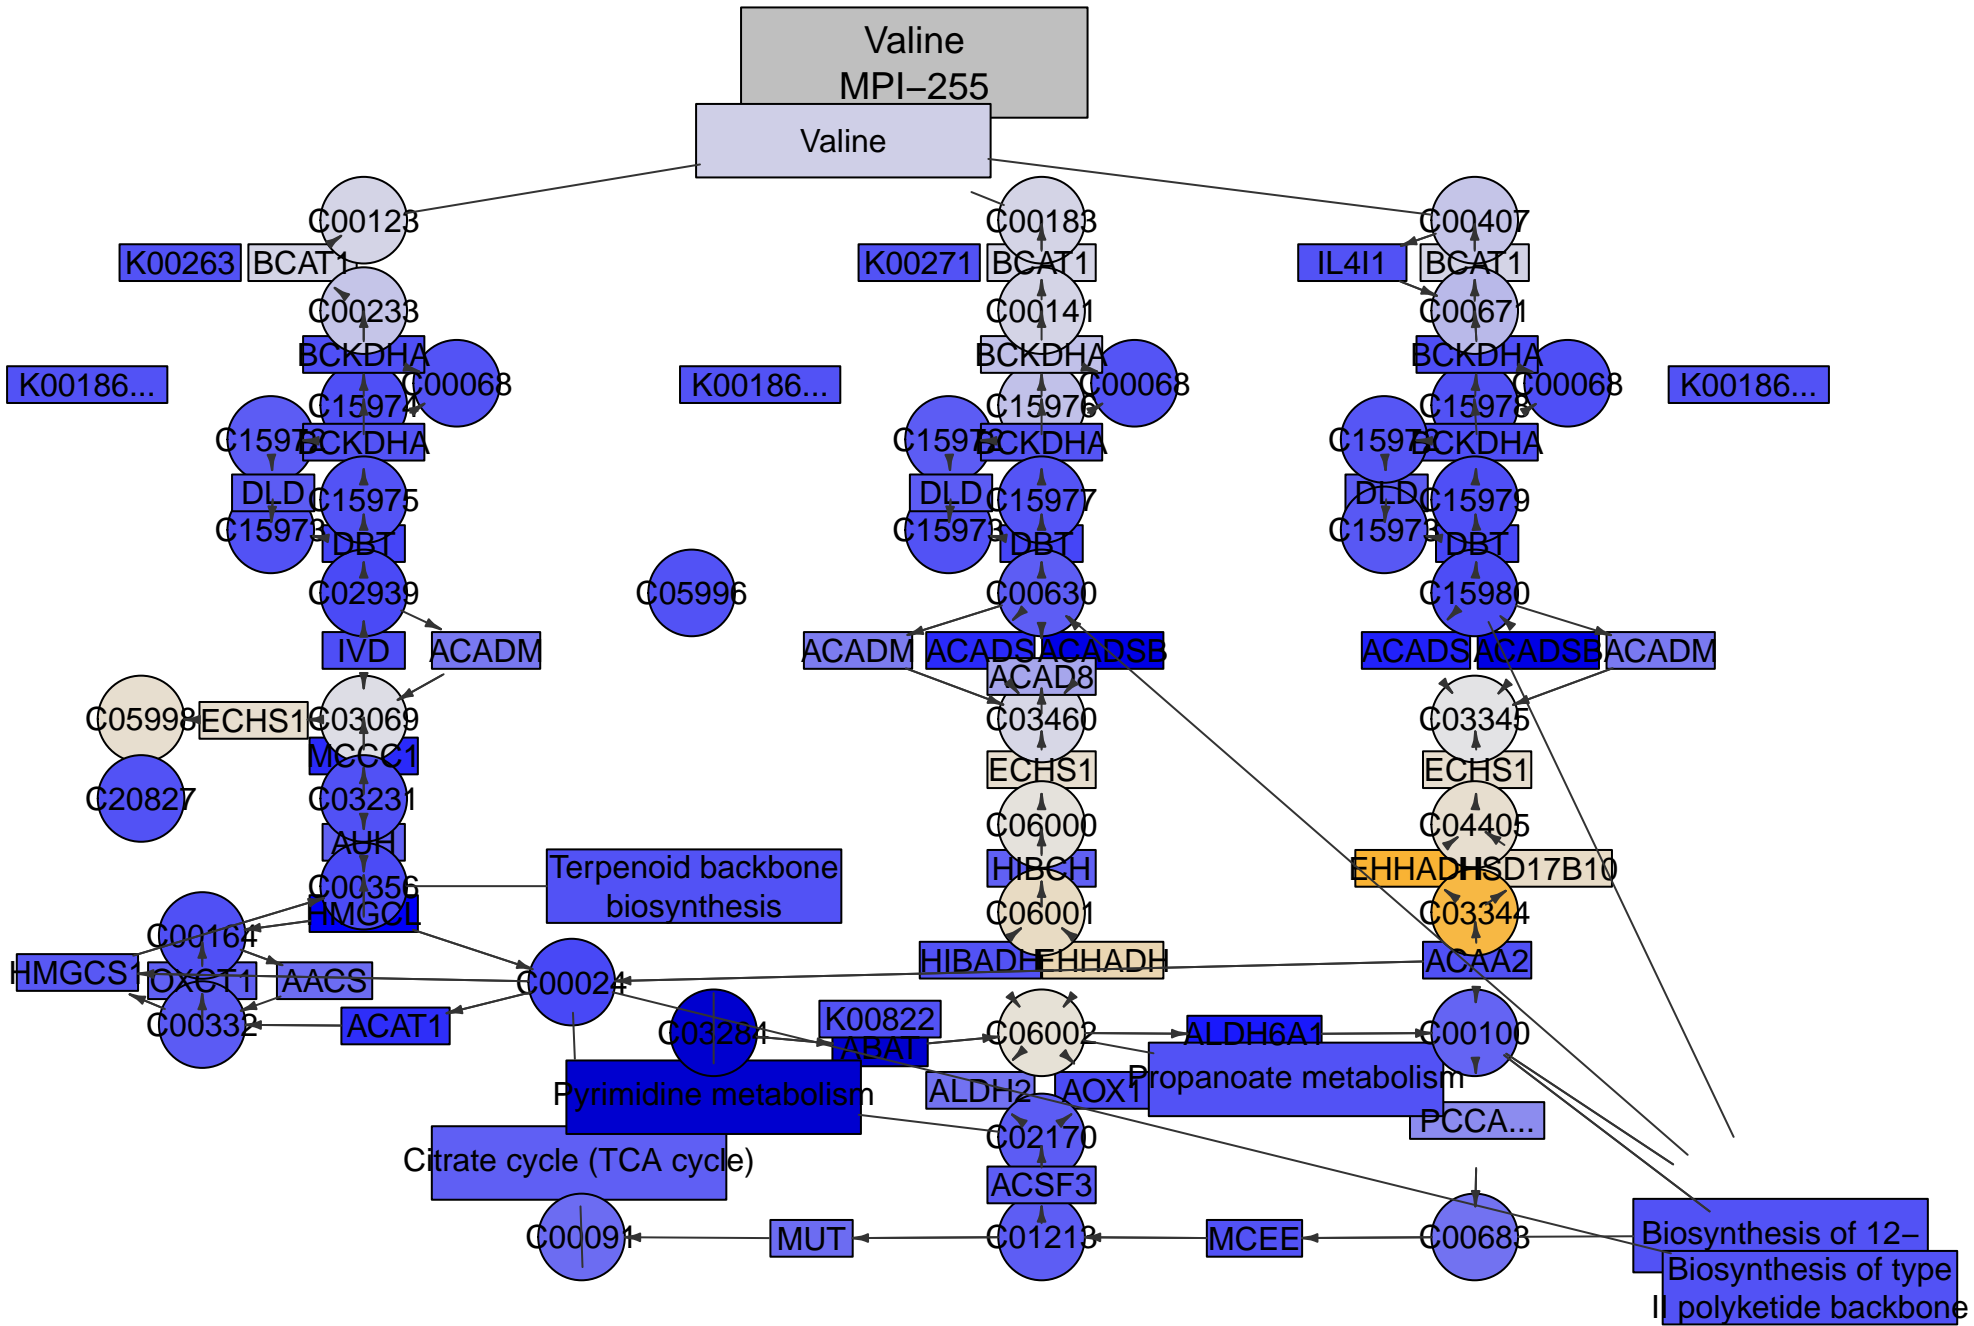 Valine
MPI−255
Valine
C00123
C00183
C00407
K00263
BCAT1
K00271
BCAT1
IL4I1
BCAT1
C00233
C00141
C00671
BCKDHA
BCKDHA
BCKDHA
K00186...
C15974
C00068
K00186...
C15976
C00068
C15978
C00068
K00186...
C15972
BCKDHA
C15972
BCKDHA
C15972
BCKDHA
DLD
C15975
DLD
C15977
DLD
C15979
C15973
DBT
C15973
DBT
C15973
DBT
C02939
C05996
C00630
C15980
IVD
ACADM
ACADM
ACADS
ACADSB
ACADS
ACADSB
ACADM
ACAD8
C05998
ECHS1
C03069
C03460
C03345
MCCC1
ECHS1
ECHS1
C20827
C03231
C06000
C04405
AUH
HIBCH
EHHADH
HSD17B10
Terpenoid backbone
biosynthesis
C00356
HMGCL
C06001
C03344
C00164
HMGCS1
OXCT1
AACS
C00024
HIBADH
EHHADH
ACAA2
C00332
ACAT1
C03284
K00822
ABAT
C06002
ALDH6A1
C00100
Pyrimidine metabolism
ALDH2
AOX1
Propanoate metabolism
PCCA...
C02170
Citrate cycle (TCA cycle)
ACSF3
C00091
MUT
C01213
MCEE
C00683
Biosynthesis of 12−
Biosynthesis of type
II polyketide backbone